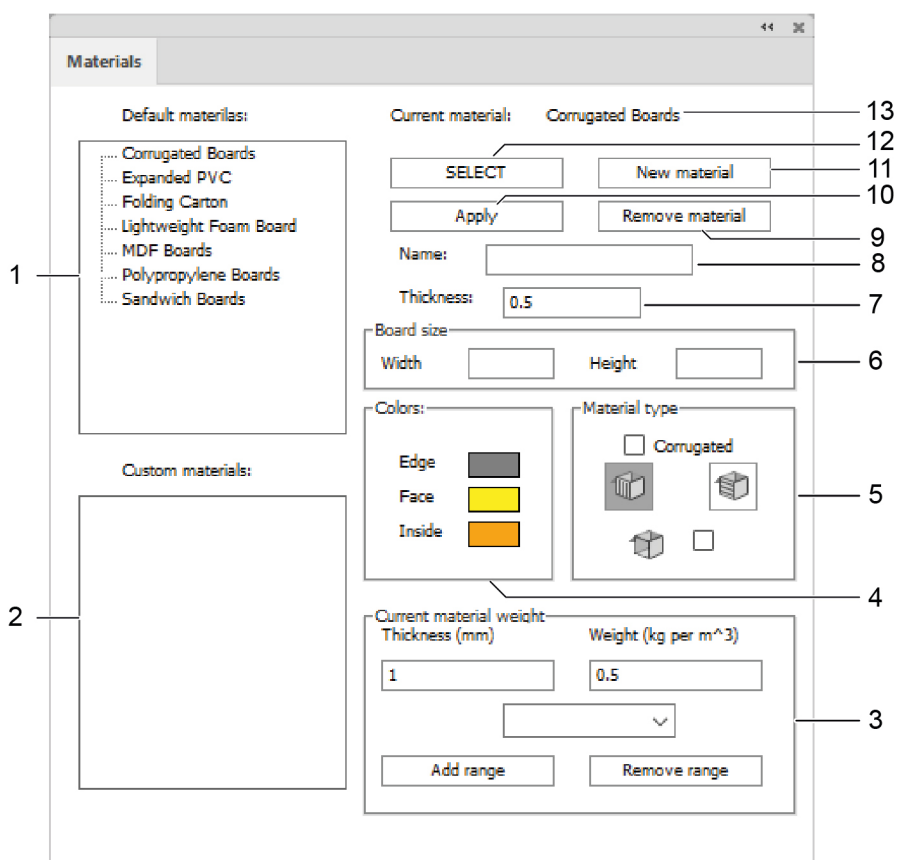 Materials
Default materilas:
Corrugated Boards
Expanded PVC
Folding Carton
Lightweight Foam Board
MDF Boards
Polypropylene Boards
Sandwich Boards
1
Custom materials:
2
Current material: Corrugated Boards 13
12
SELECT New material 11
10
Apply Remove material
9
Name: 8
Thickness: 0.5 7
Board size
Width Height 6
Colors:
Edge
Face
Inside
4
Material type
Corrugated
5
Current material weight
Thickness (mm) Weight (kg per m^3)
1 0.5
3
Add range Remove range